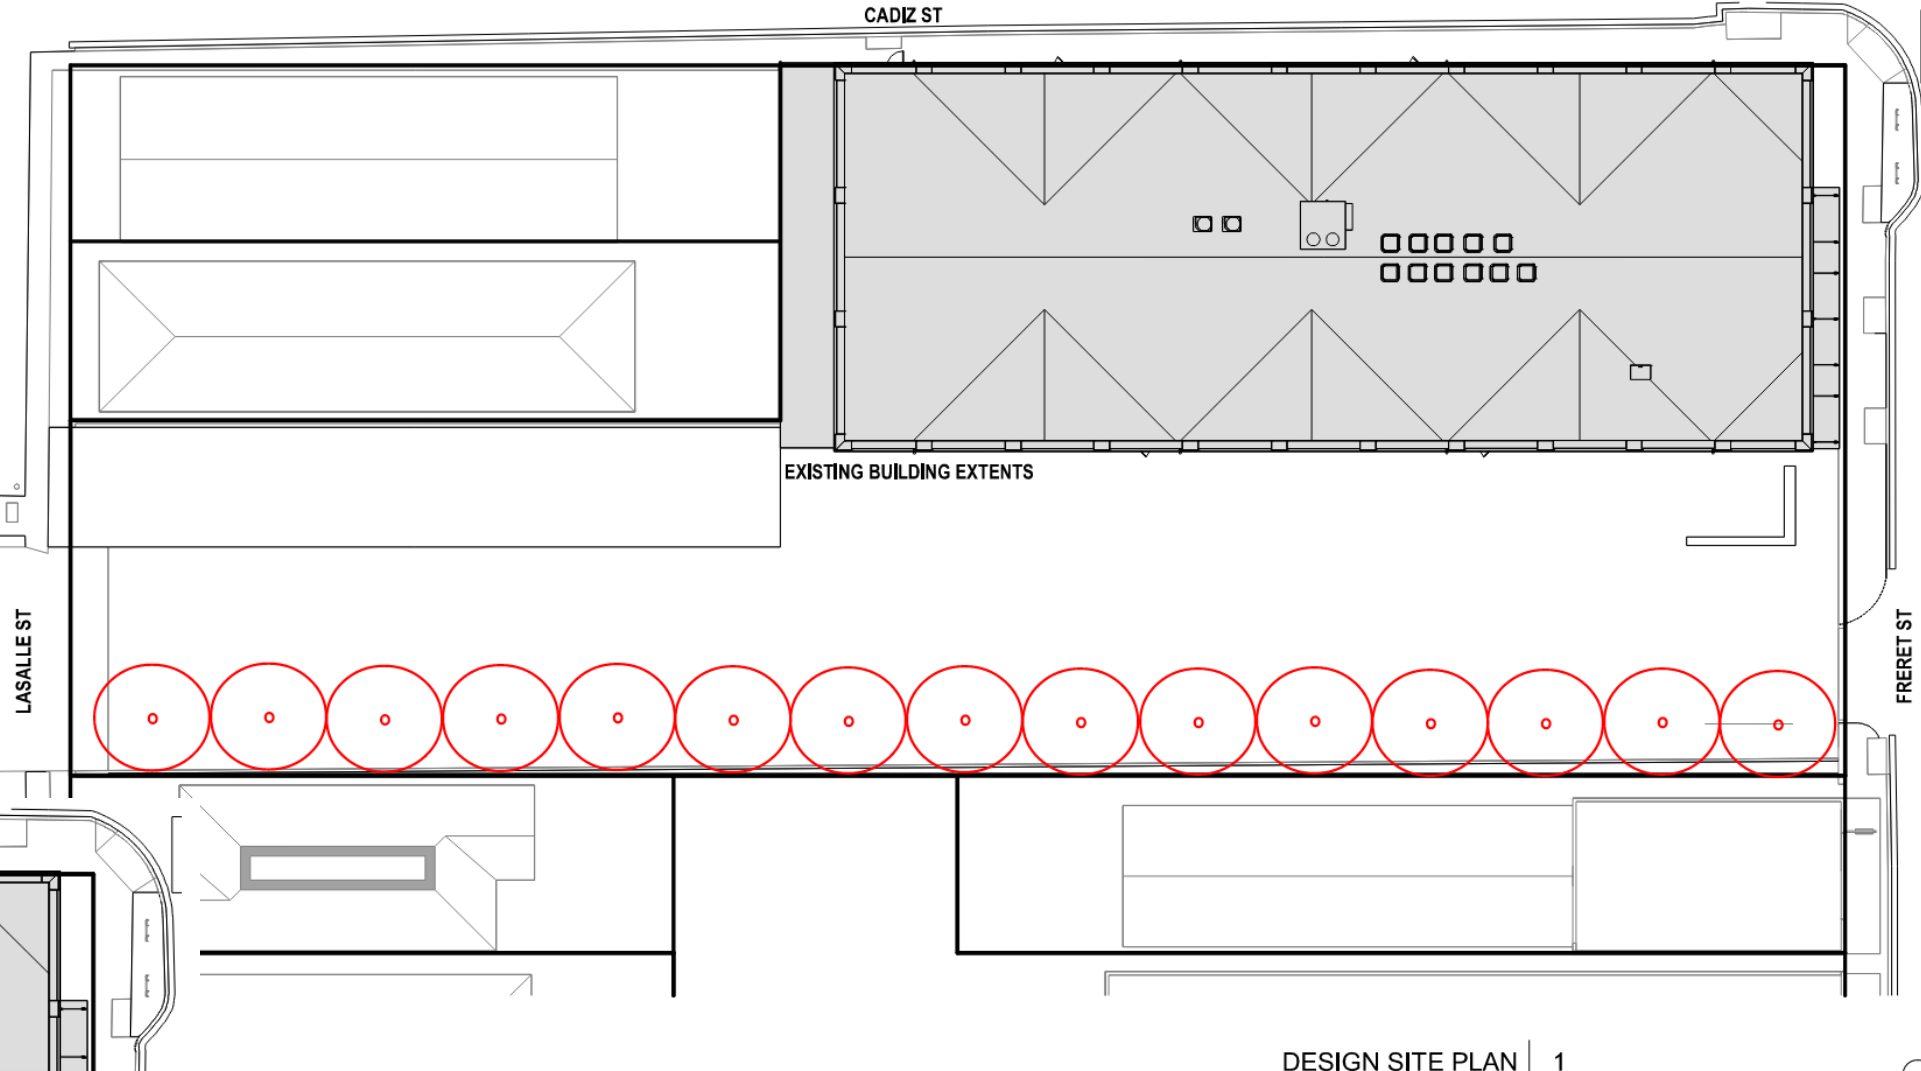 CADIZ ST
EXISTING BUILDING EXTENTS
LASALLE ST
FRERET ST
DESIGN SITE PLAN 1